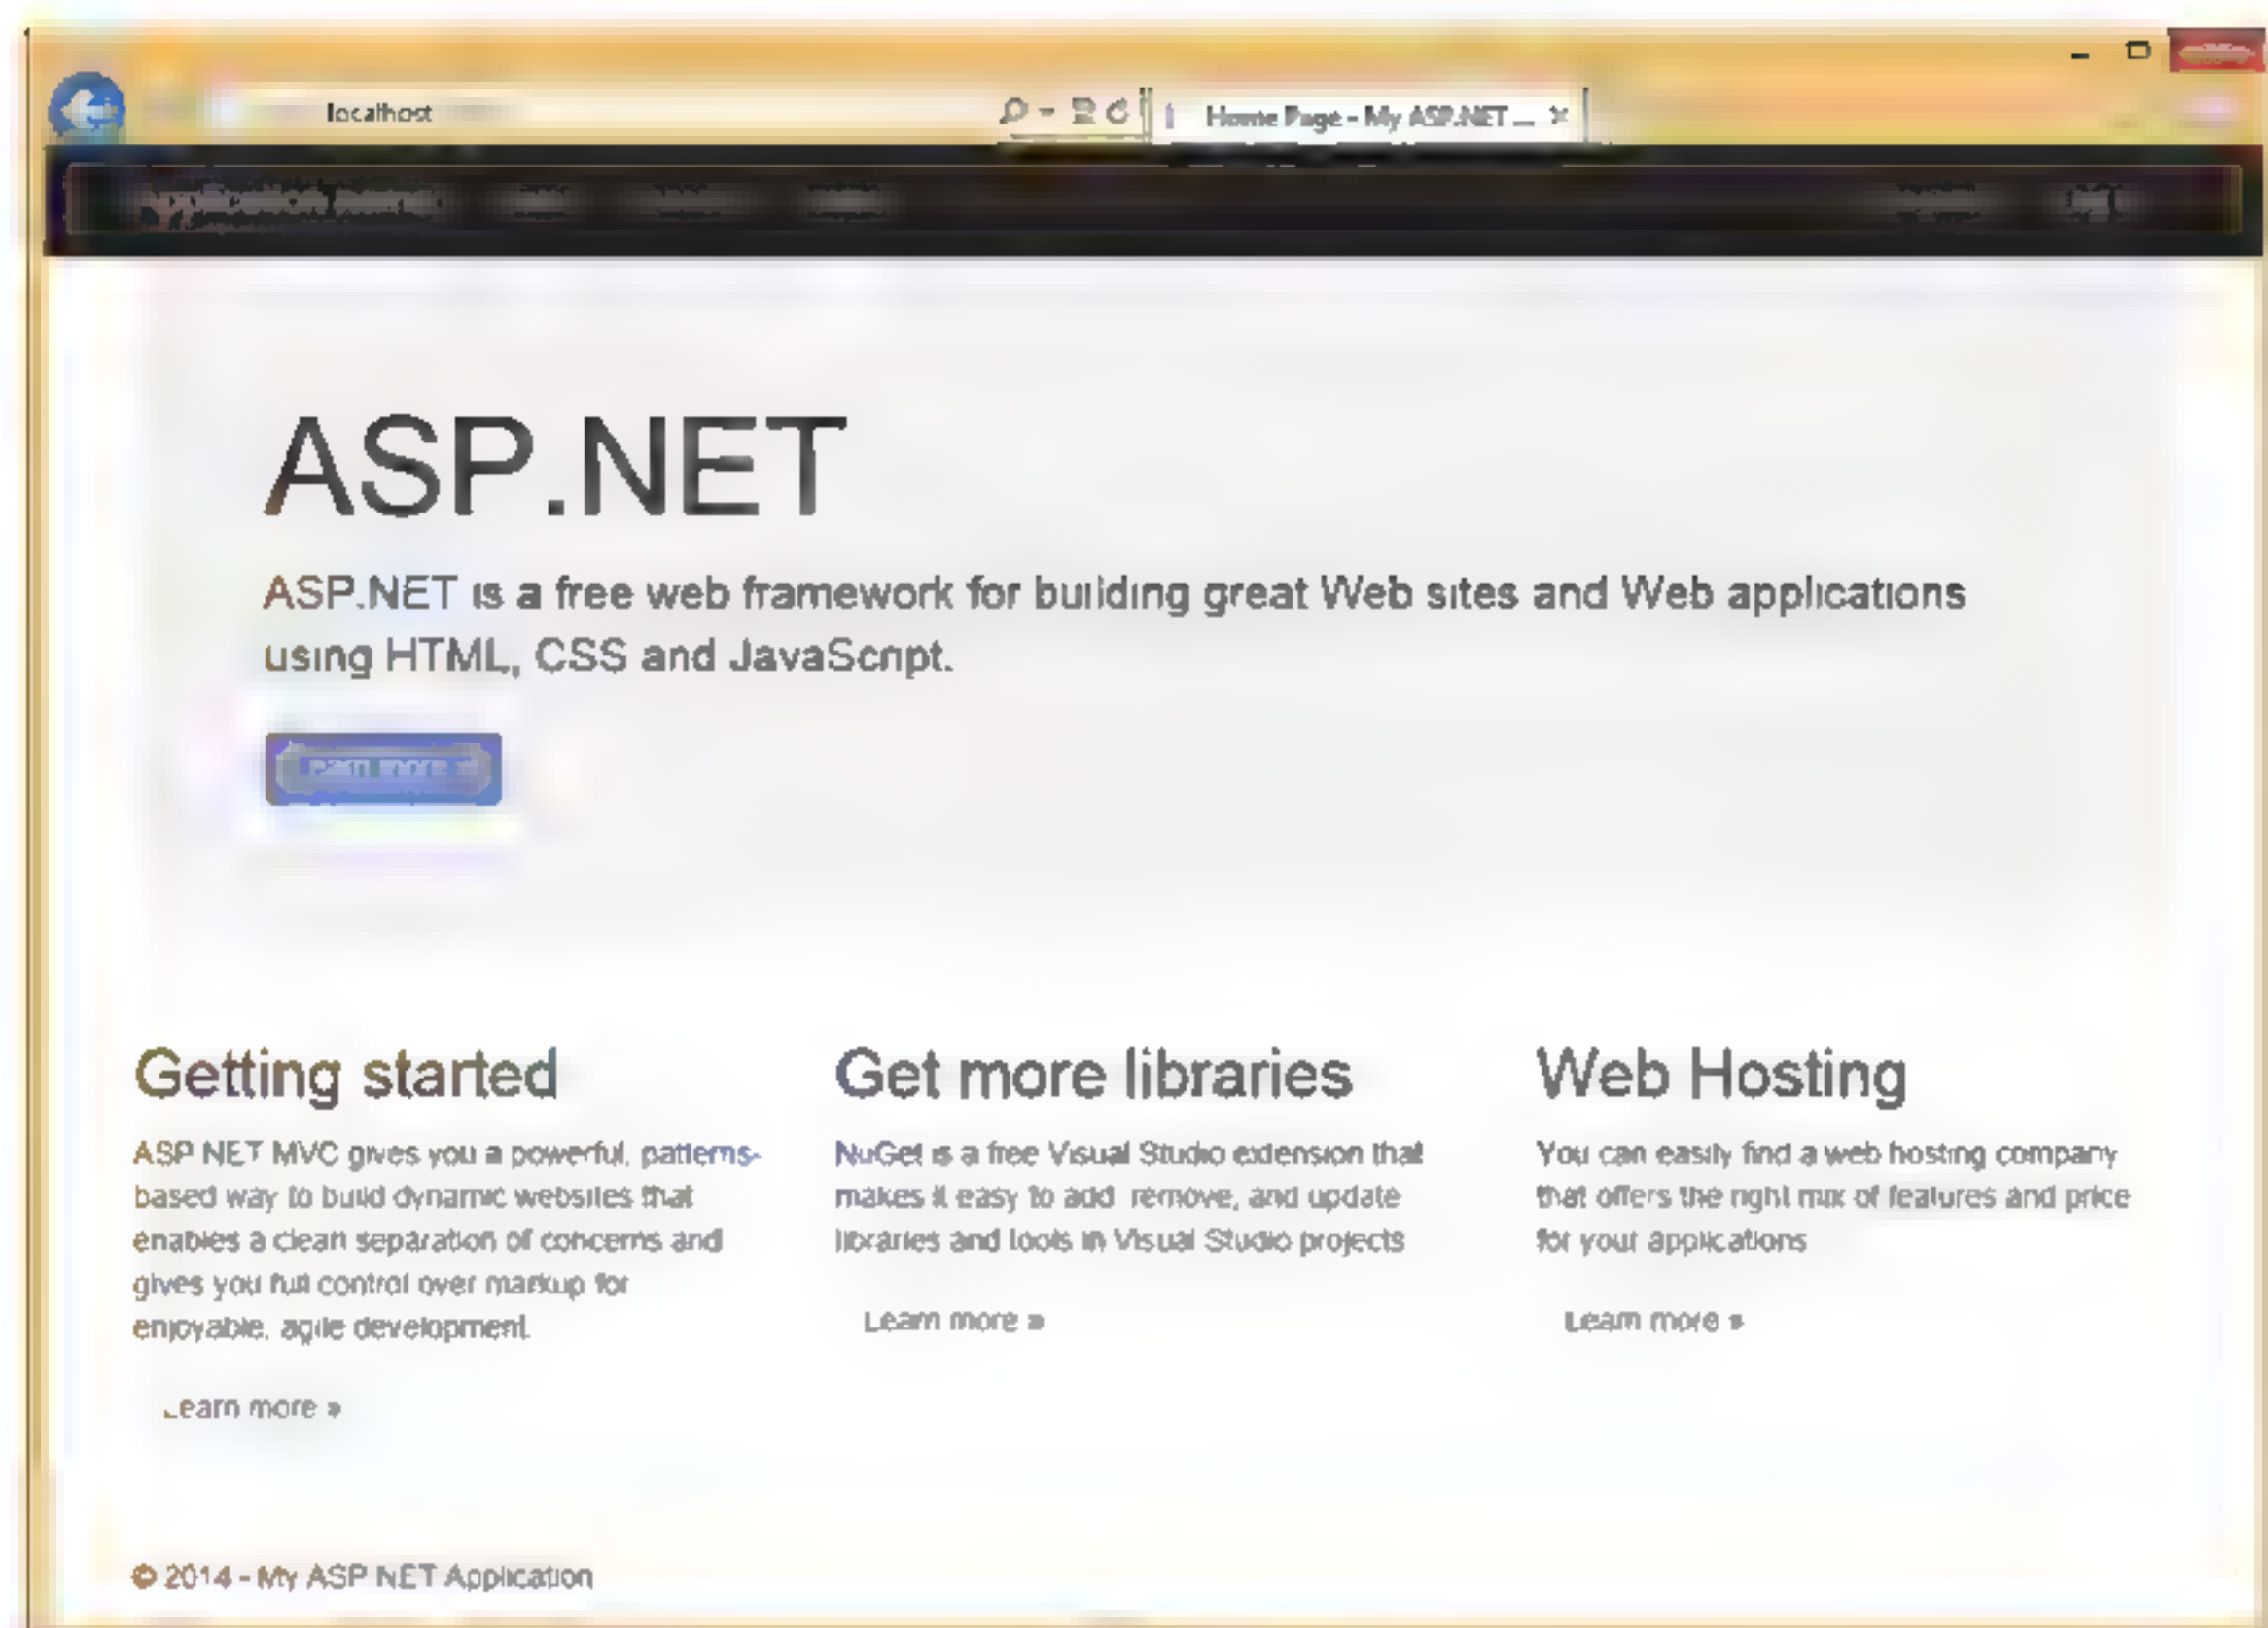 localhost
Home Page - My ASP.NET ...
ASP.NET
ASP.NET is a free web framework for building great Web sites and Web applications
using HTML, CSS and JavaScript.
Learn more »
Getting started
ASP.NET MVC gives you a powerful, patterns-
based way to build dynamic websites that
enables a clean separation of concerns and
gives you full control over markup for
enjoyable, agile development.
Learn more »
Get more libraries
NuGet is a free Visual Studio extension that
makes it easy to add, remove, and update
libraries and tools in Visual Studio projects
Learn more »
Web Hosting
You can easily find a web hosting company
that offers the right mix of features and price
for your applications
Learn more »
© 2014 - My ASP.NET Application